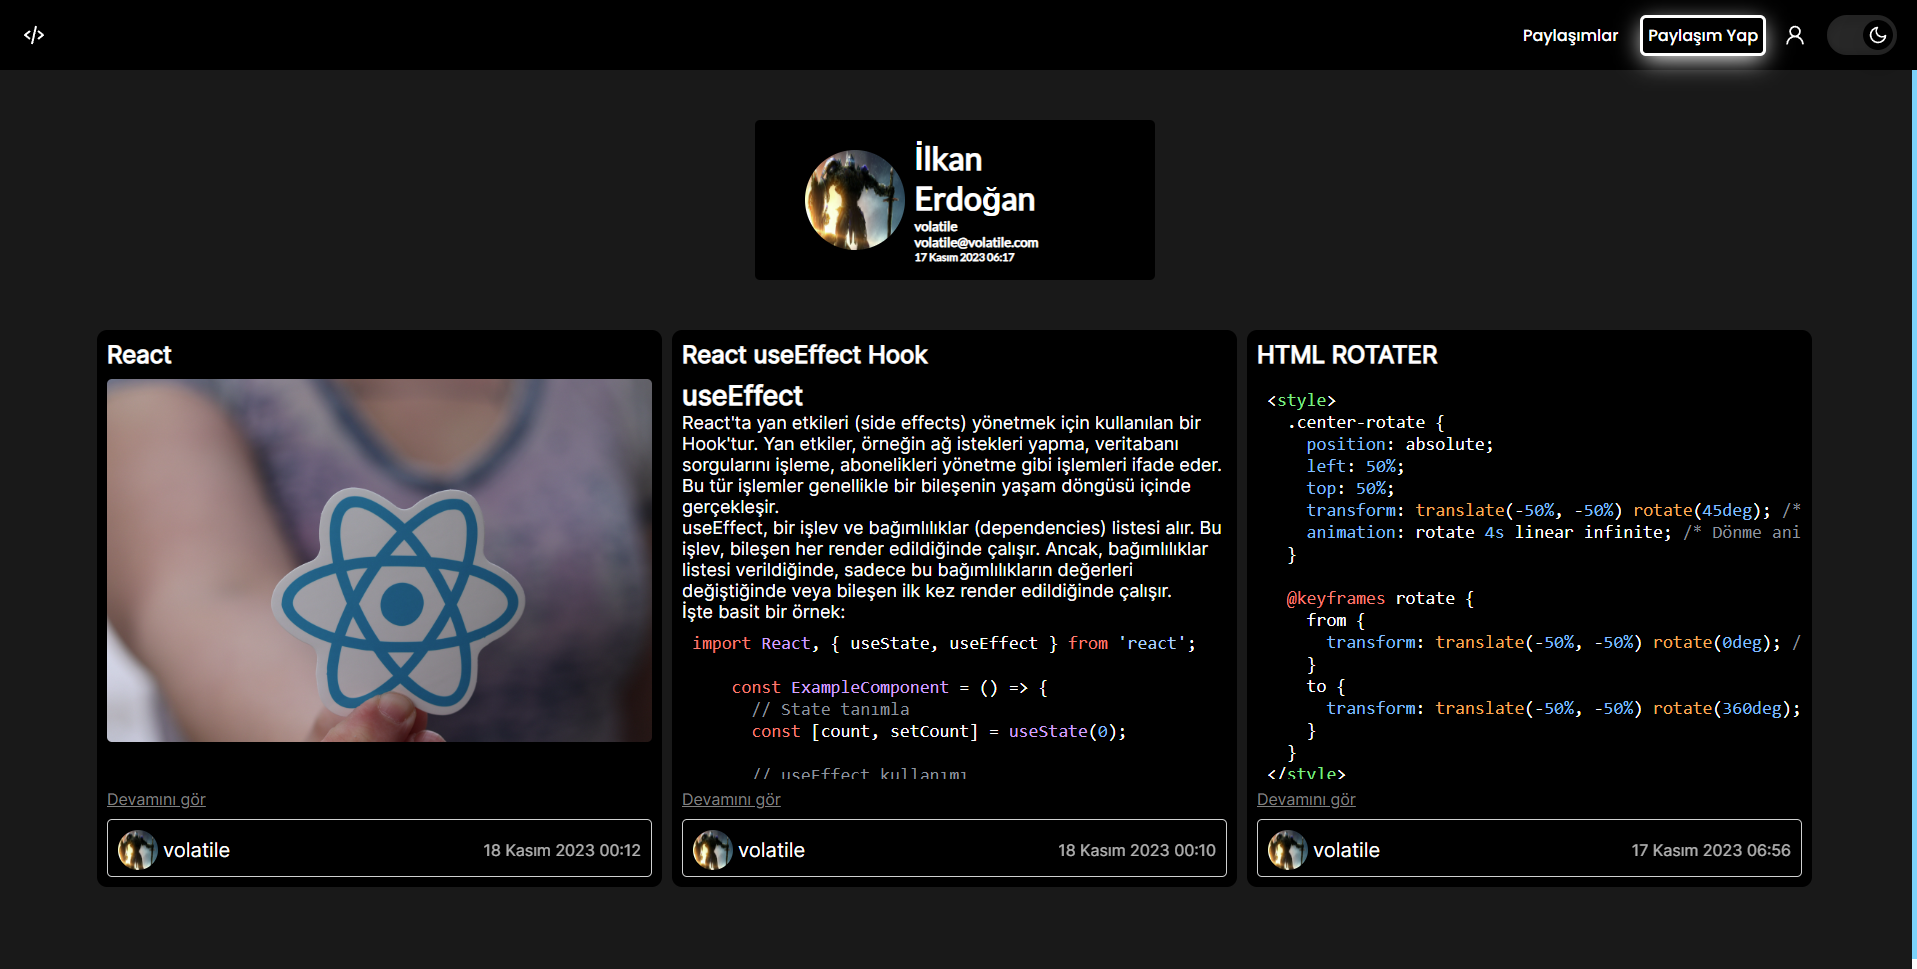 </>
Paylaşımlar
Paylaşım Yap
İlkan
Erdoğan
volatile
volatile@volatile.com
17 Kasım 2023 06:17
React
Devamını gör
volatile
18 Kasım 2023 00:12
React useEffect Hook
useEffect
React'ta yan etkileri (side effects) yönetmek için kullanılan bir
Hook'tur. Yan etkiler, örneğin ağ istekleri yapma, veritabanı
sorgularını işleme, abonelikleri yönetme gibi işlemleri ifade eder.
Bu tür işlemler genellikle bir bileşenin yaşam döngüsü içinde
gerçekleşir.
useEffect, bir işlev ve bağımlılıklar (dependencies) listesi alır. Bu
işlev, bileşen her render edildiğinde çalışır. Ancak, bağımlılıklar
listesi verildiğinde, sadece bu bağımlılıkların değerleri
değiştiğinde veya bileşen ilk kez render edildiğinde çalışır.
İşte basit bir örnek:
import React, { useState, useEffect } from 'react';
const ExampleComponent = () => {
// State tanımla
const [count, setCount] = useState(0);
// useEffect kullanımı
Devamını gör
volatile
18 Kasım 2023 00:10
HTML ROTATER
<style>
.center-rotate {
position: absolute;
left: 50%;
top: 50%;
transform: translate(-50%, -50%) rotate(45deg); /*
animation: rotate 4s linear infinite; /* Dönme ani
}
@keyframes rotate {
from {
transform: translate(-50%, -50%) rotate(0deg); /
}
to {
transform: translate(-50%, -50%) rotate(360deg);
}
}
</style>
Devamını gör
volatile
17 Kasım 2023 06:56